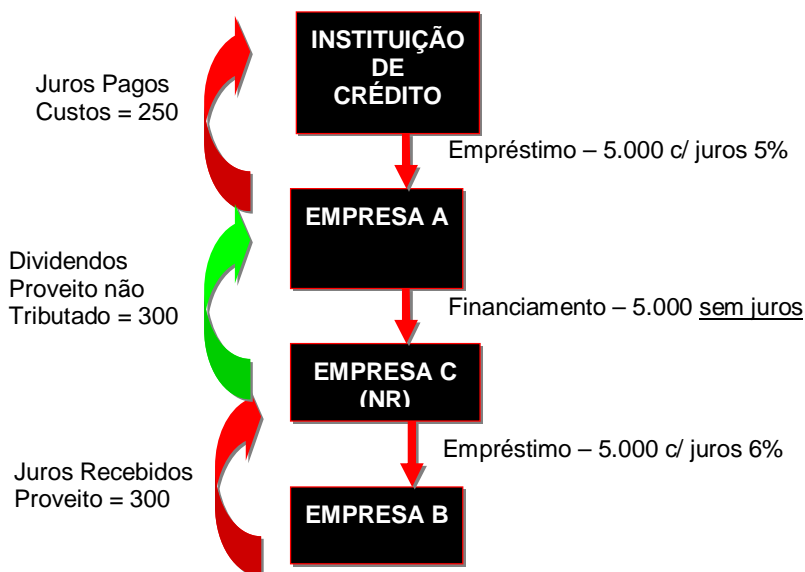 INSTITUIÇÃO
DE
CRÉDITO
Juros Pagos
Custos = 250
Empréstimo – 5.000 c/ juros 5%
EMPRESA A
Dividendos
Proveito não
Tributado = 300
Financiamento – 5.000 sem juros
EMPRESA C
(NR)
Empréstimo – 5.000 c/ juros 6%
Juros Recebidos
Proveito = 300
EMPRESA B